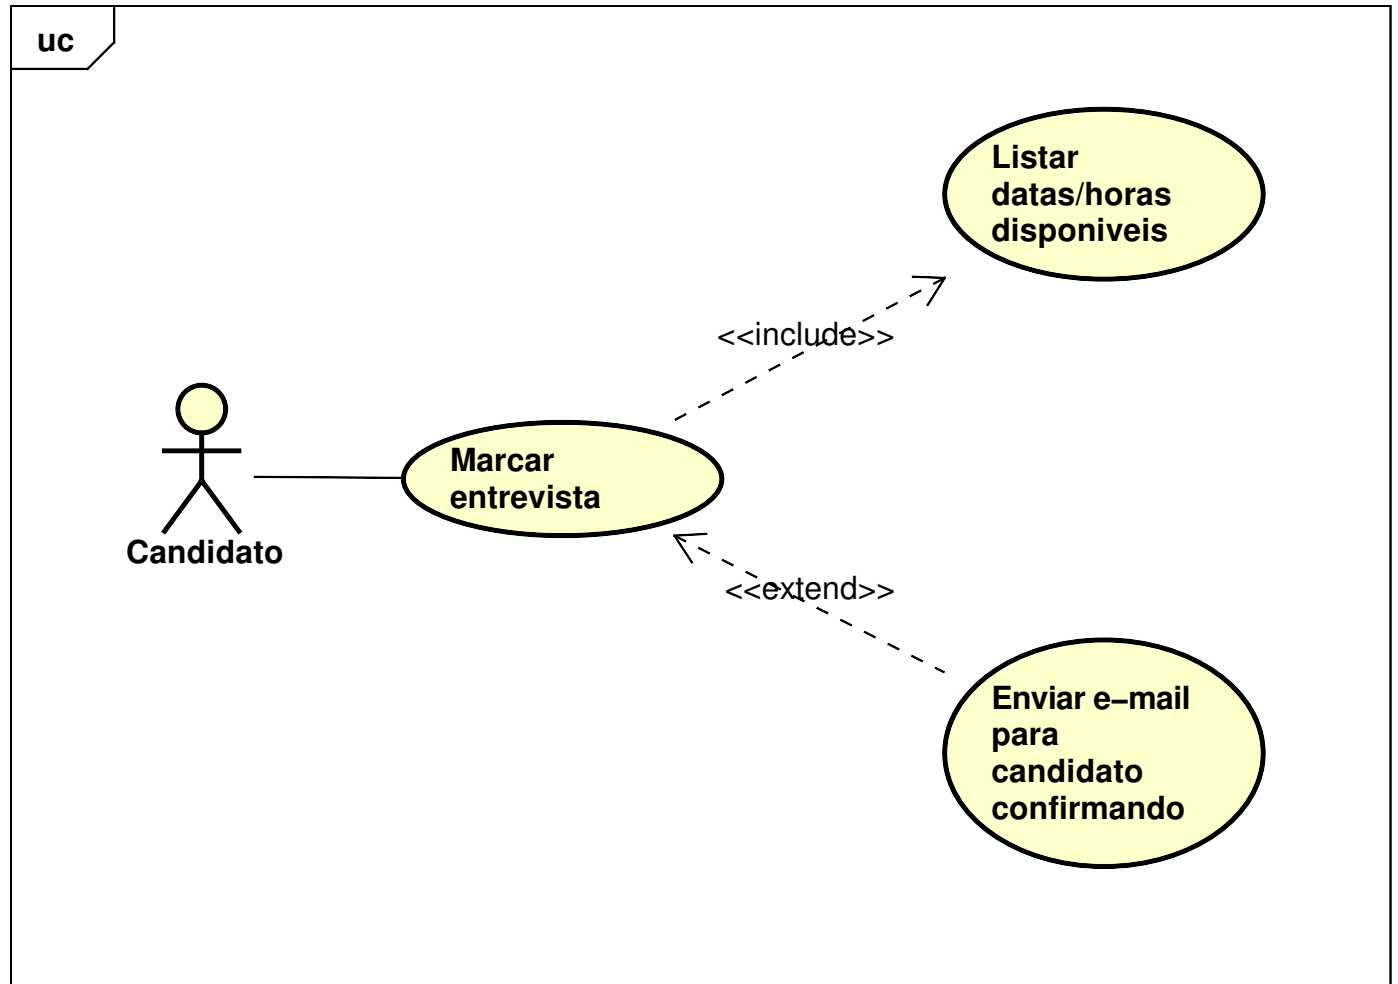 uc
Listar
datas/horas
disponiveis
<<include>>
Marcar
entrevista
Candidato
<<extend>>
Enviar e–mail
para
candidato
confirmando